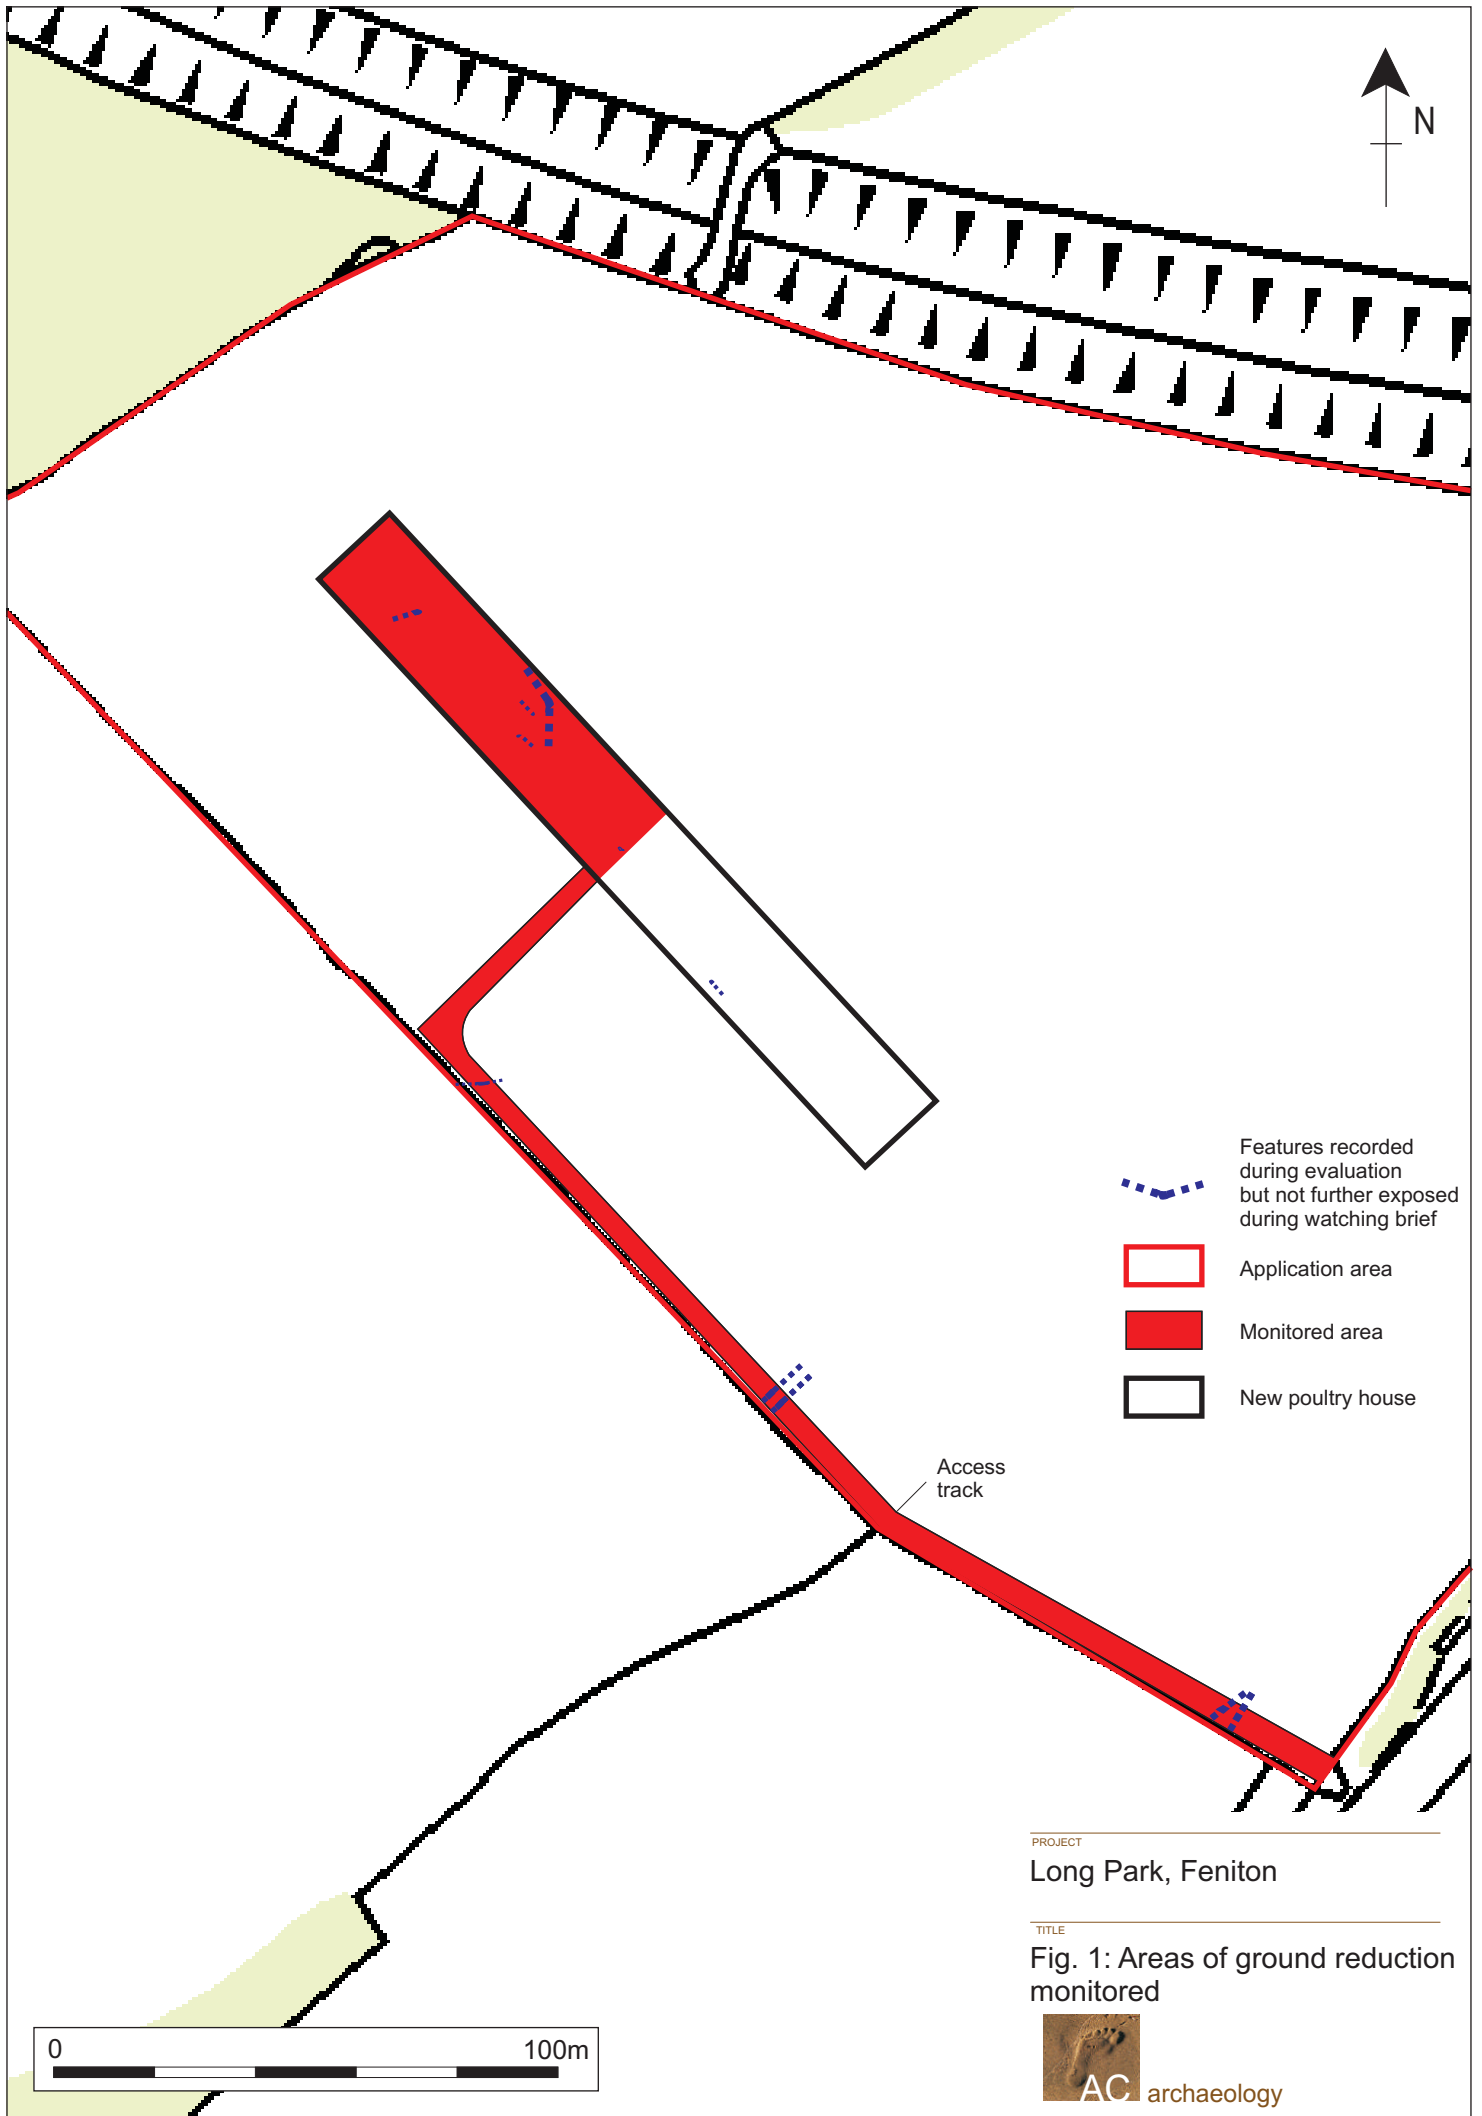 N
Features recorded
during evaluation
but not further exposed
during watching brief
Application area
Monitored area
New poultry house
Access
track
PROJECT
Long Park, Feniton
TITLE
Fig. 1: Areas of ground reduction
monitored
0 100m
AC archaeology